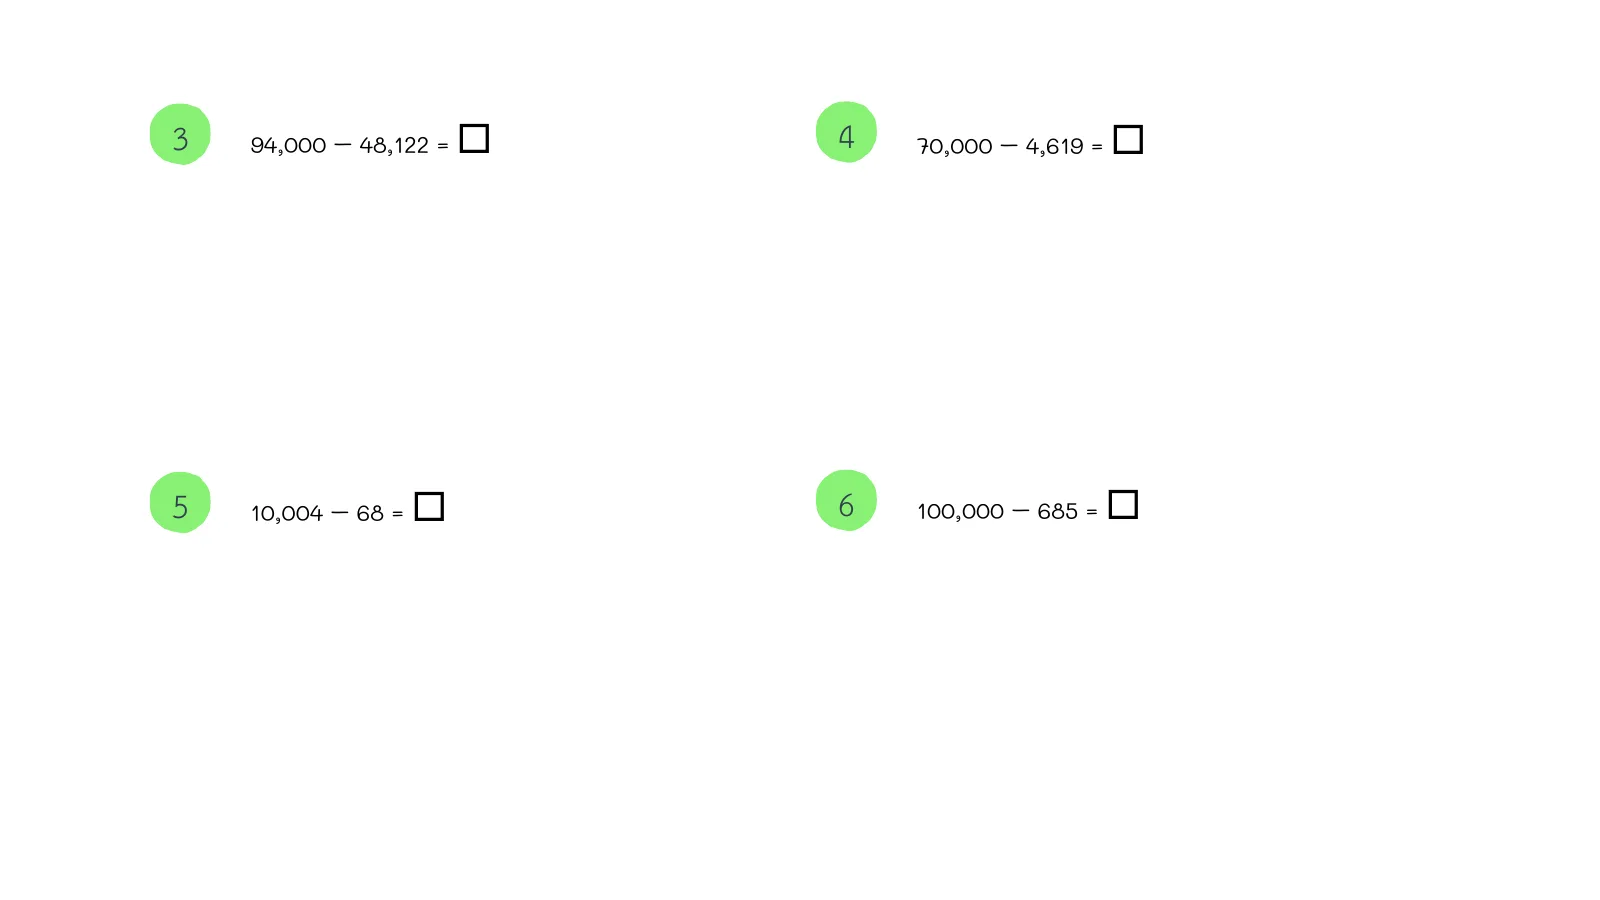 3 94,000 – 48,122 = □
4 70,000 – 4,619 = □
5 10,004 – 68 = □
6 100,000 – 685 = □